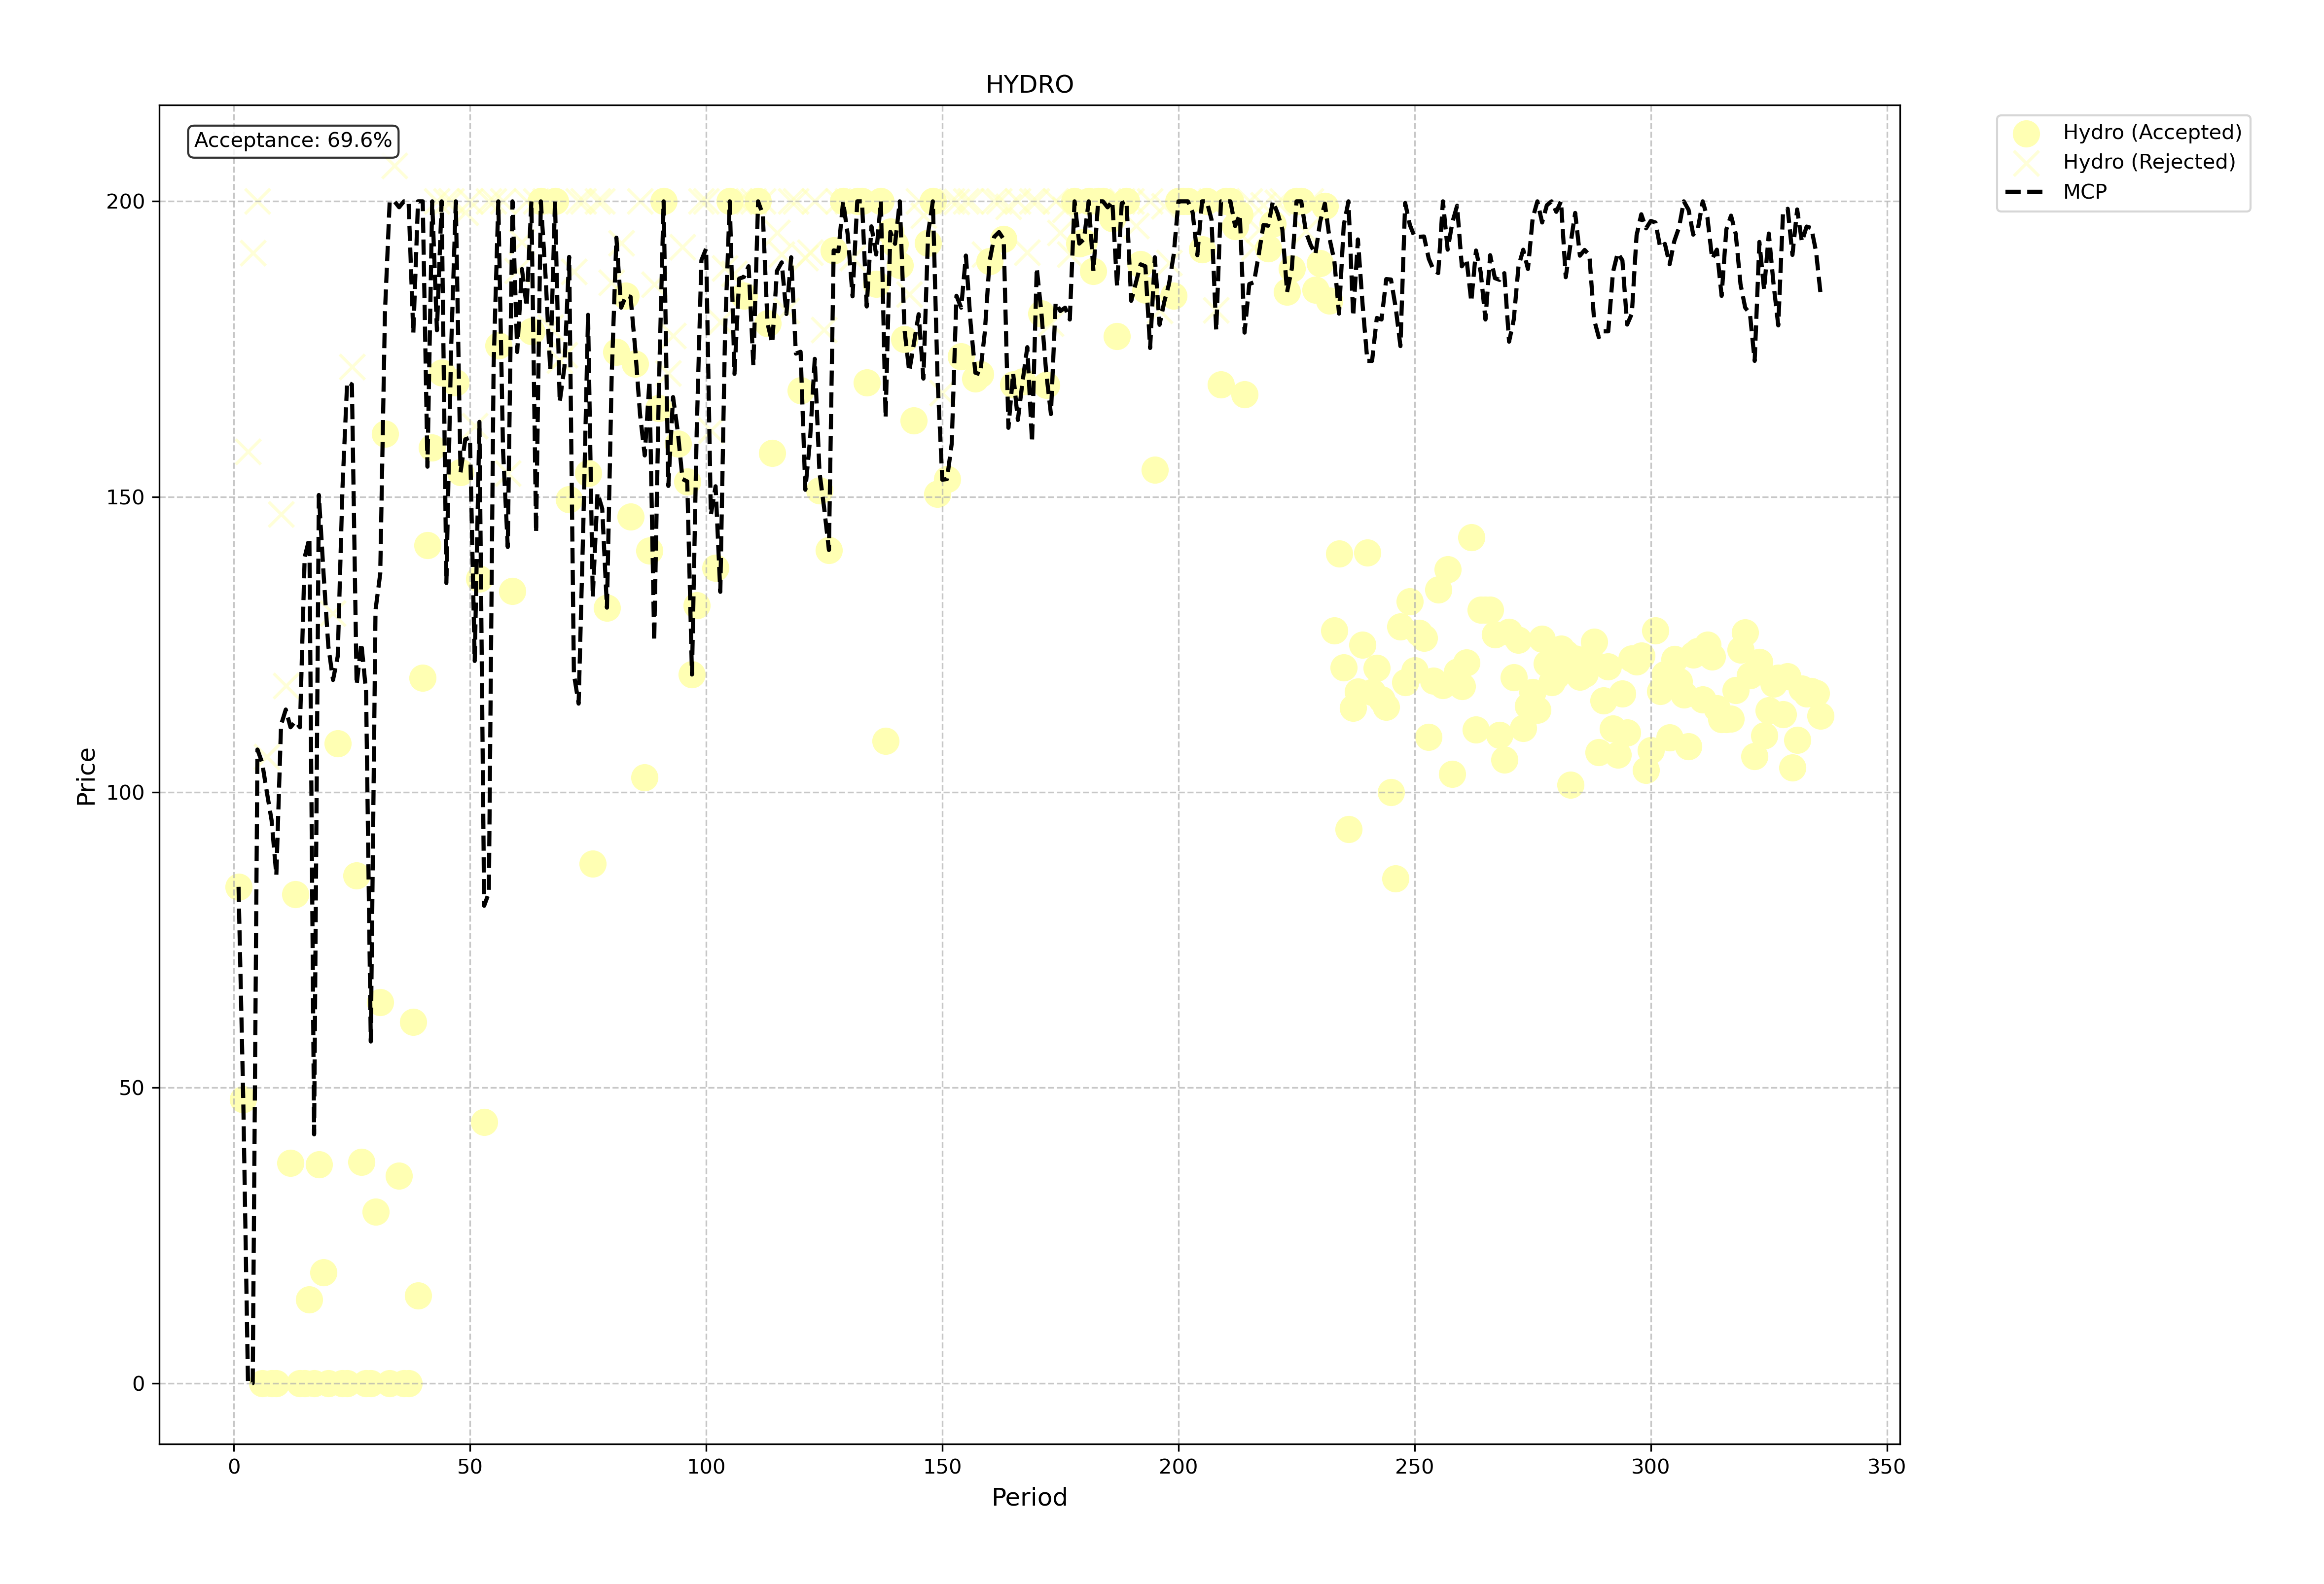 HYDRO
Acceptance: 69.6%
Hydro (Accepted)
Hydro (Rejected)
MCP
Price
200
150
100
50
0
0 50 100 150 200 250 300 350
Period